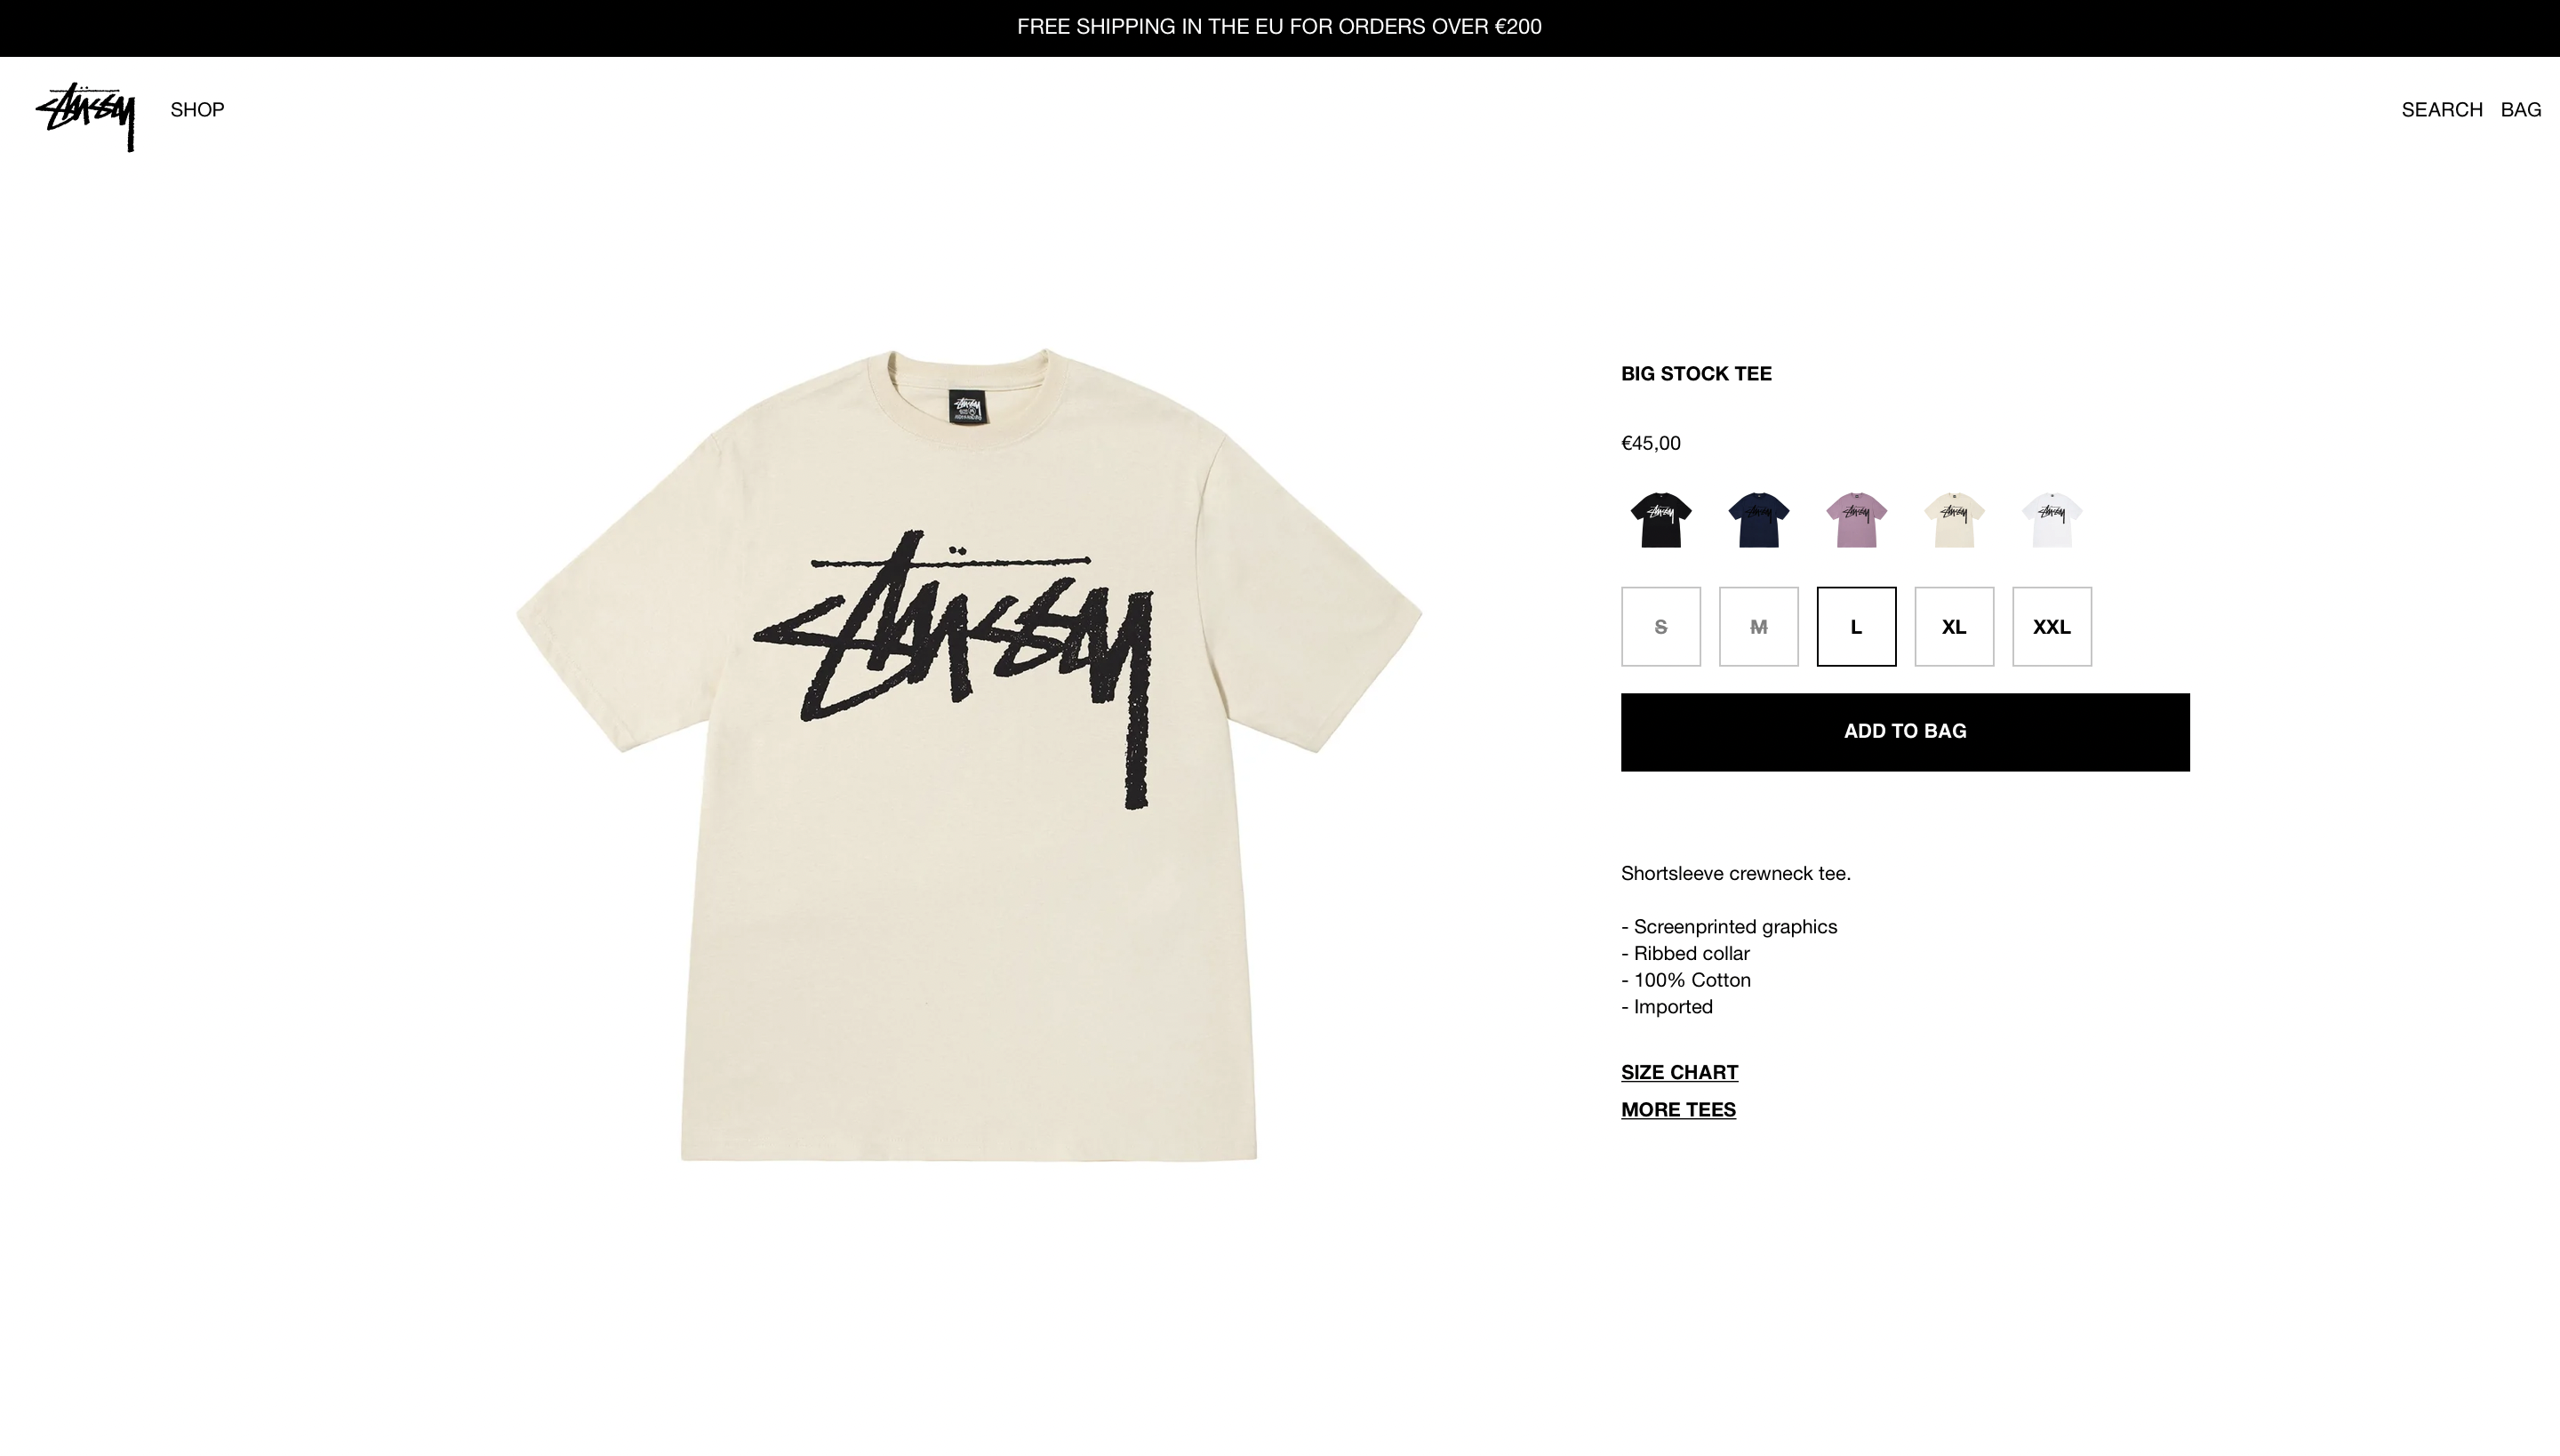 FREE SHIPPING IN THE EU FOR ORDERS OVER €200
Stüssy
SHOP
SEARCH
BAG
Stüssy
BIG STOCK TEE
€45,00
S
M
L
XL
XXL
ADD TO BAG
Shortsleeve crewneck tee.
- Screenprinted graphics
- Ribbed collar
- 100% Cotton
- Imported
SIZE CHART
MORE TEES